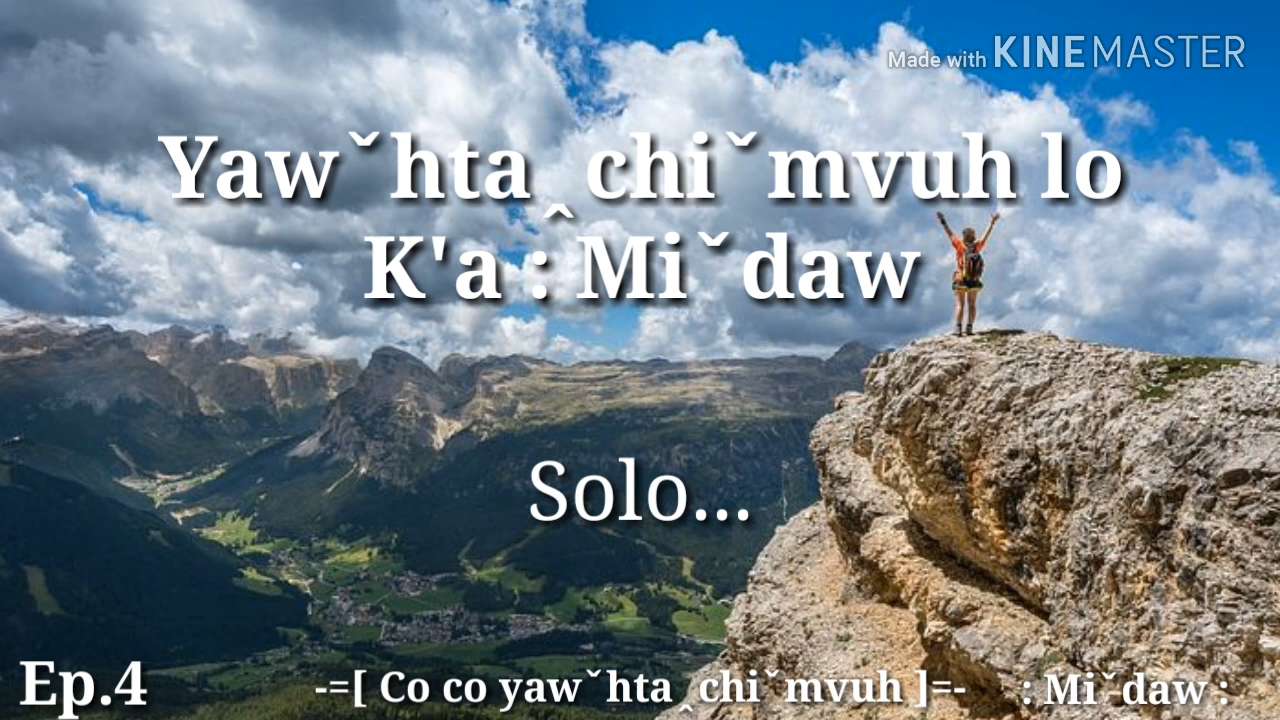 Made with KINEMASTER
Yawˇhta‸chiˇmvuh lo
K'a ꞈ: Miˇdaw
Solo...
Ep.4
-=[ Co co yawˇhta‸chiˇmvuh ]=-
: Miˇdaw :